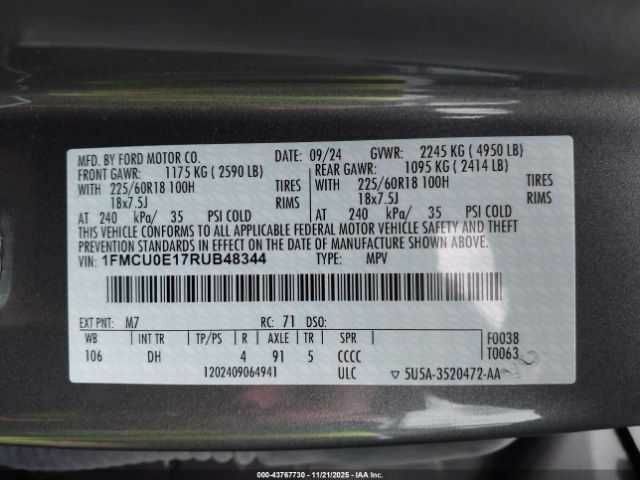 MFD. BY FORD MOTOR CO. DATE: 09/24 GVWR: 2245 KG ( 4950 LB)
FRONT GAWR: 1175 KG ( 2590 LB) REAR GAWR: 1095 KG ( 2414 LB)
WITH 225/60R18 100H TIRES WITH 225/60R18 100H TIRES
18x7.5J RIMS 18x7.5J RIMS
AT 240 kPa/ 35 PSI COLD AT 240 kPa/ 35 PSI COLD
THIS VEHICLE CONFORMS TO ALL APPLICABLE FEDERAL MOTOR VEHICLE SAFETY AND THEFT
PREVENTION STANDARDS IN EFFECT ON THE DATE OF MANUFACTURE SHOWN ABOVE.
VIN: 1FMCU0E17RUB48344 TYPE: MPV
EXT PNT: M7 RC: 71 DSO: F0038
WB INT TR TP/PS R AXLE TR SPR T0063
106 DH 4 91 5 CCCC
1202409064941 ULC ▽ 5U5A-3520472-AA
000-43767730 - 11/21/2025 - IAA, Inc.